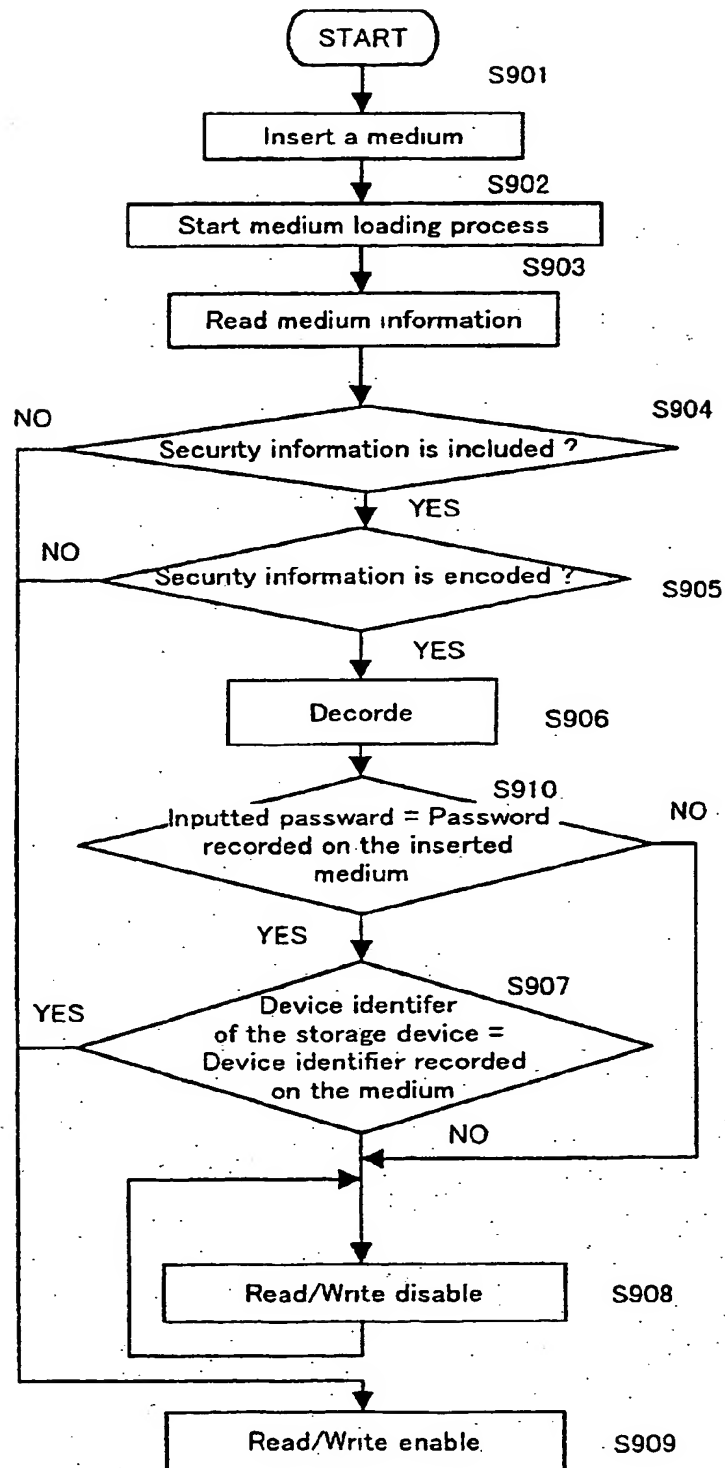 START
S901
Insert a medium
S902
Start medium loading process
S903
Read medium information
NO
S904
Security information is included ?
YES
NO
Security information is encoded ?
S905
YES
Decorde
S906
S910
Inputted passward = Password
recorded on the inserted
medium
NO
YES
S907
YES
Device identifer
of the storage device =
Device identifier recorded
on the medium
NO
Read/Write disable
S908
Read/Write enable
S909